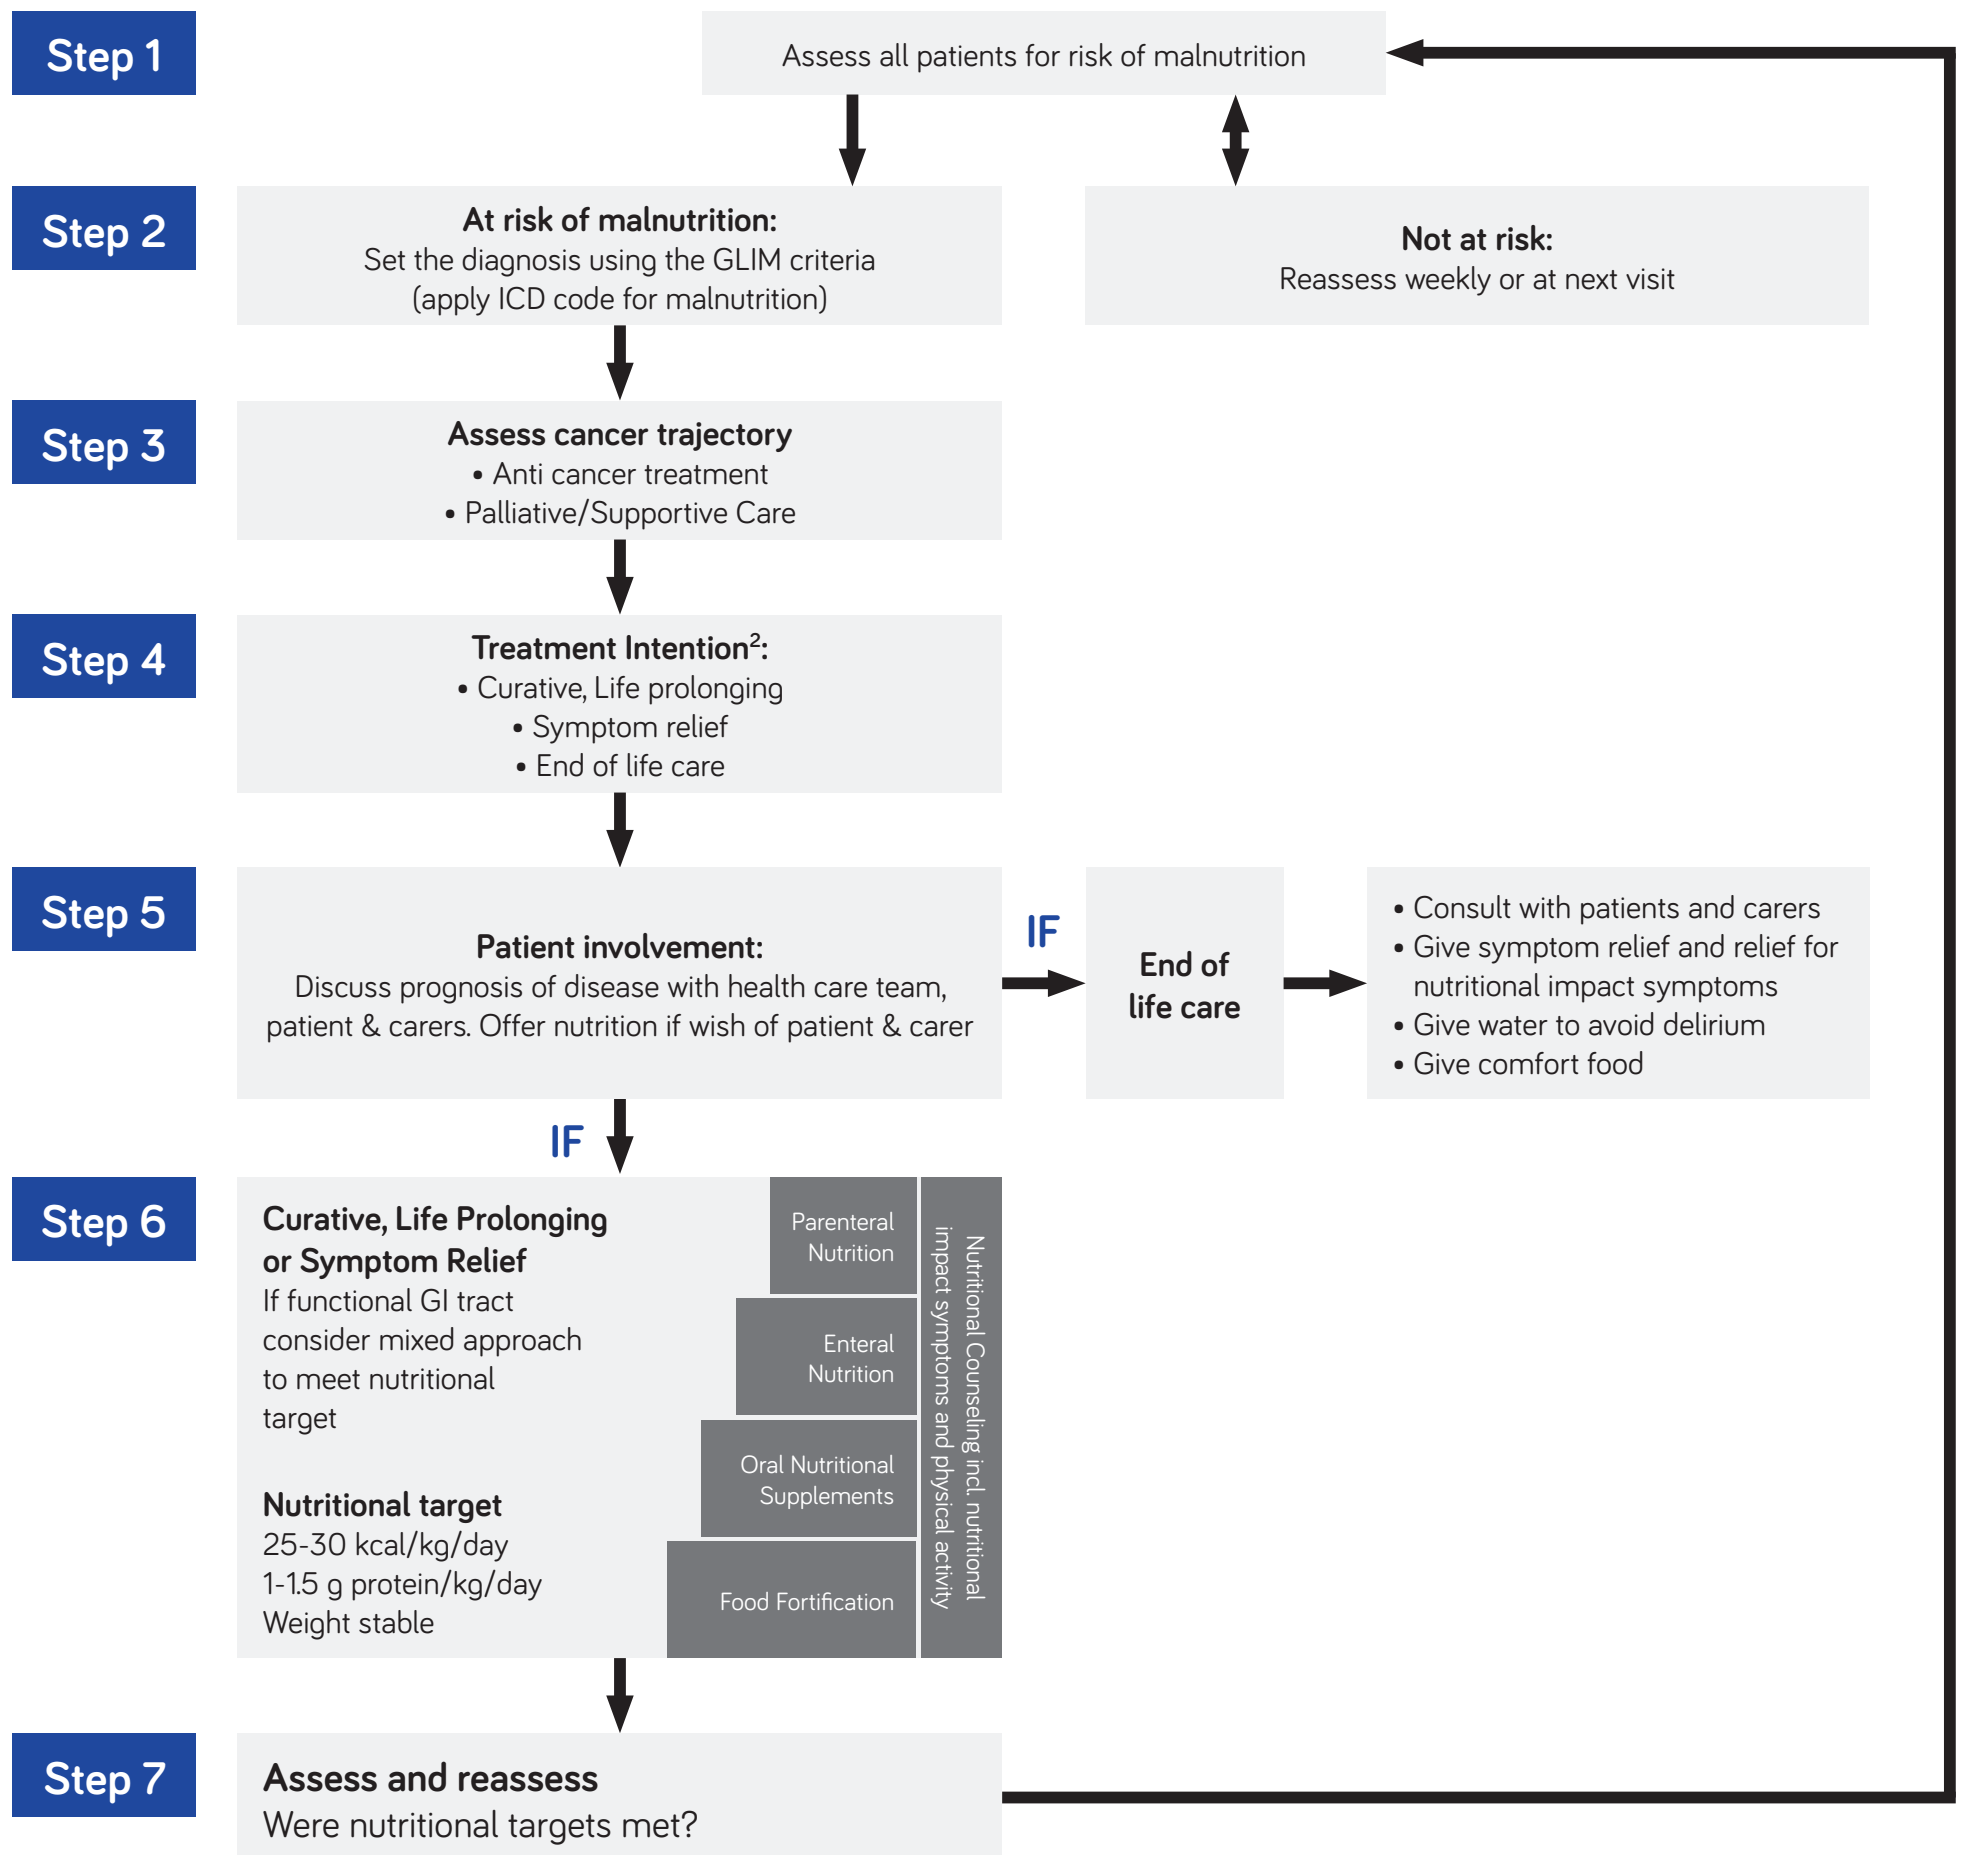 Step 1
Assess all patients for risk of malnutrition
Step 2
At risk of malnutrition:
Set the diagnosis using the GLIM criteria
(apply ICD code for malnutrition)
Not at risk:
Reassess weekly or at next visit
Step 3
Assess cancer trajectory
• Anti cancer treatment
• Palliative/Supportive Care
Step 4
Treatment Intention²:
• Curative, Life prolonging
• Symptom relief
• End of life care
Step 5
Patient involvement:
Discuss prognosis of disease with health care team,
patient & carers. Offer nutrition if wish of patient & carer
IF
End of
life care
• Consult with patients and carers
• Give symptom relief and relief for
nutritional impact symptoms
• Give water to avoid delirium
• Give comfort food
IF
Step 6
Curative, Life Prolonging
or Symptom Relief
If functional GI tract
consider mixed approach
to meet nutritional
target
Nutritional target
25-30 kcal/kg/day
1-1.5 g protein/kg/day
Weight stable
Parenteral
Nutrition
Enteral
Nutrition
Oral Nutritional
Supplements
Food Fortification
Nutritional Counseling incl. nutritional
impact symptoms and physical activity
Step 7
Assess and reassess
Were nutritional targets met?